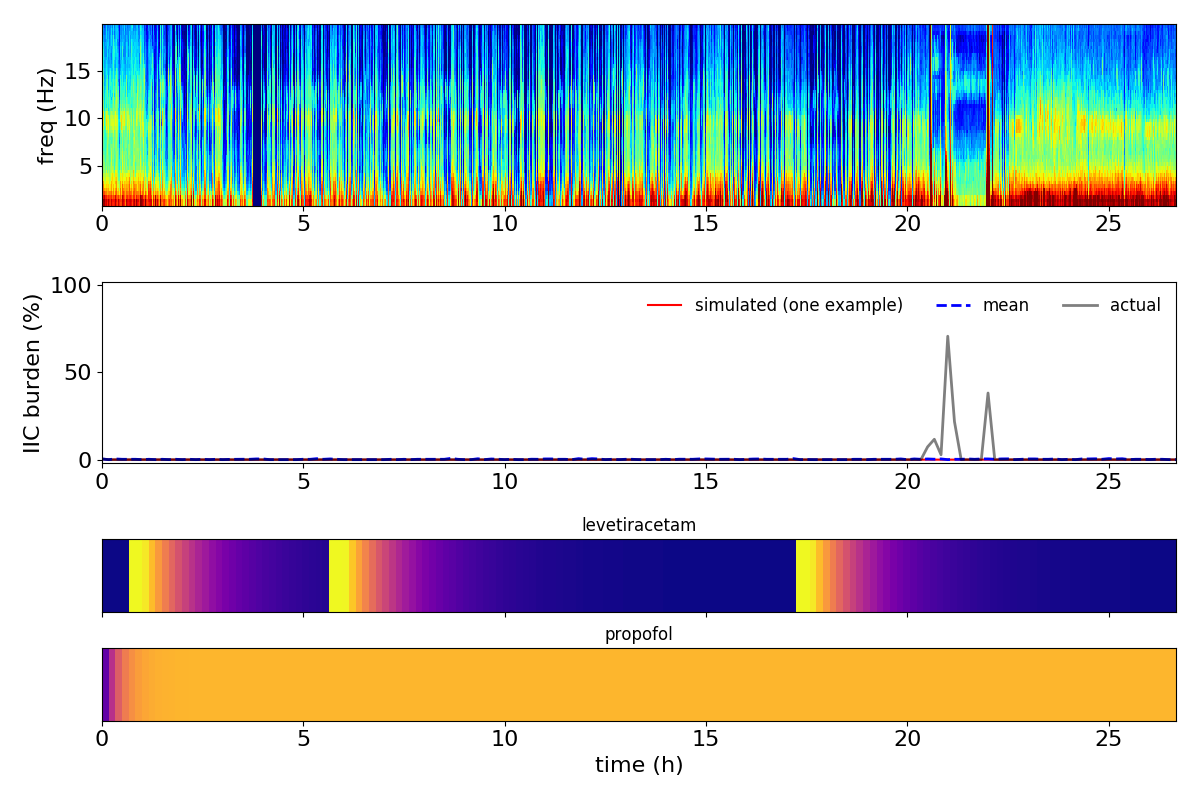 freq (Hz)
15
10
5
0 5 10 15 20 25
IIC burden (%)
100
50
0
simulated (one example) mean actual
0 5 10 15 20 25
levetiracetam
propofol
0 5 10 15 20 25
time (h)